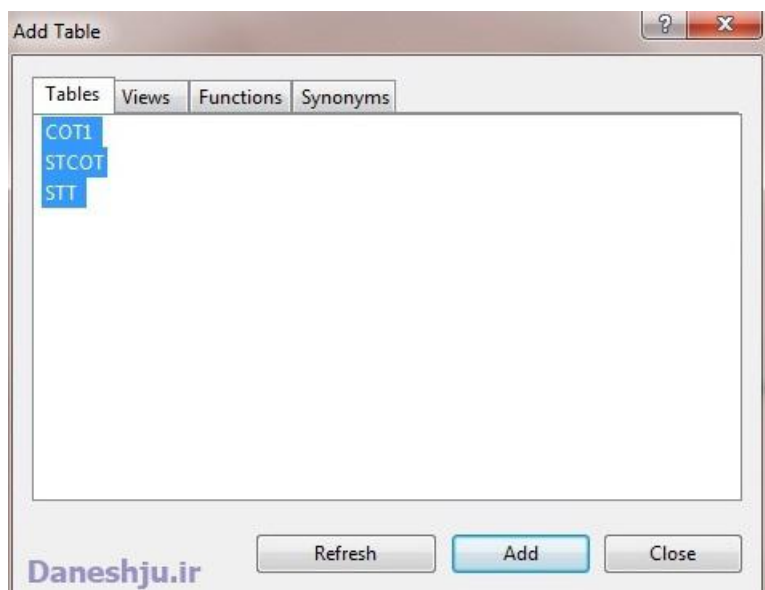 Add Table
?
X
Tables Views Functions Synonyms
COT1
STCOT
STT
Refresh Add Close
Daneshju.ir